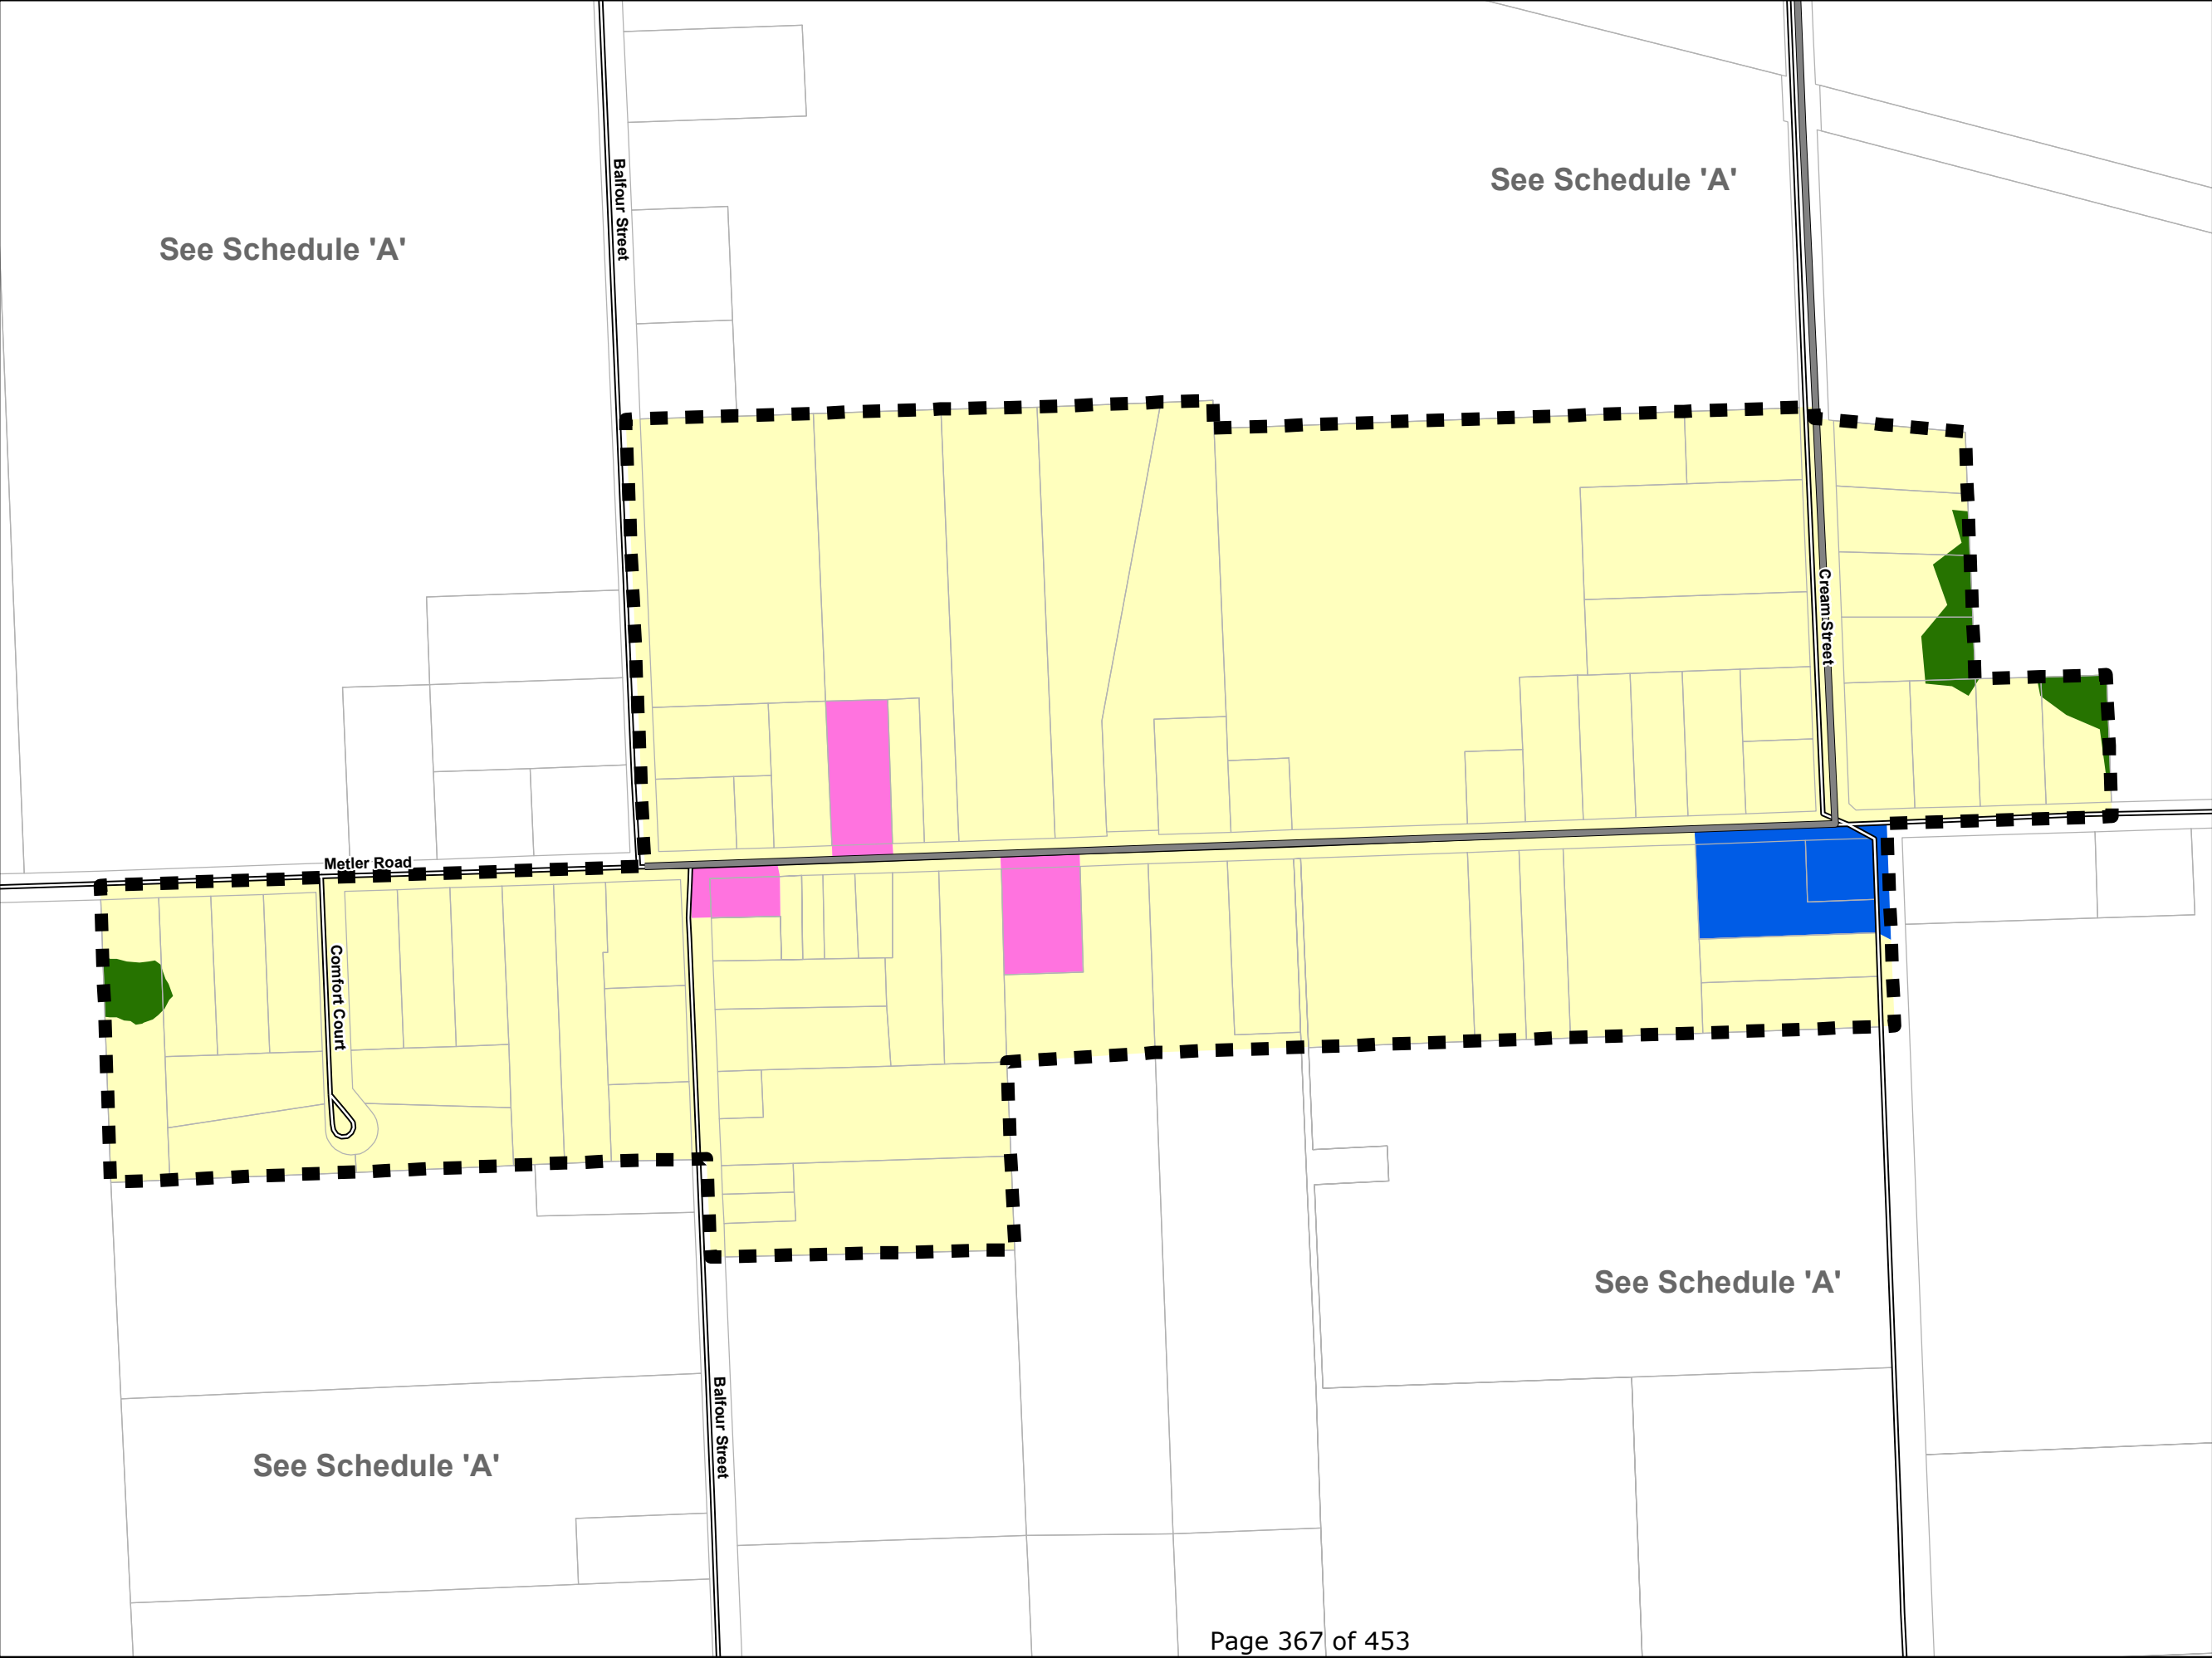 Balfour Street
See Schedule 'A'
See Schedule 'A'
Cream Street
Metler Road
Comfort Court
See Schedule 'A'
Balfour Street
See Schedule 'A'
Page 367 of 453